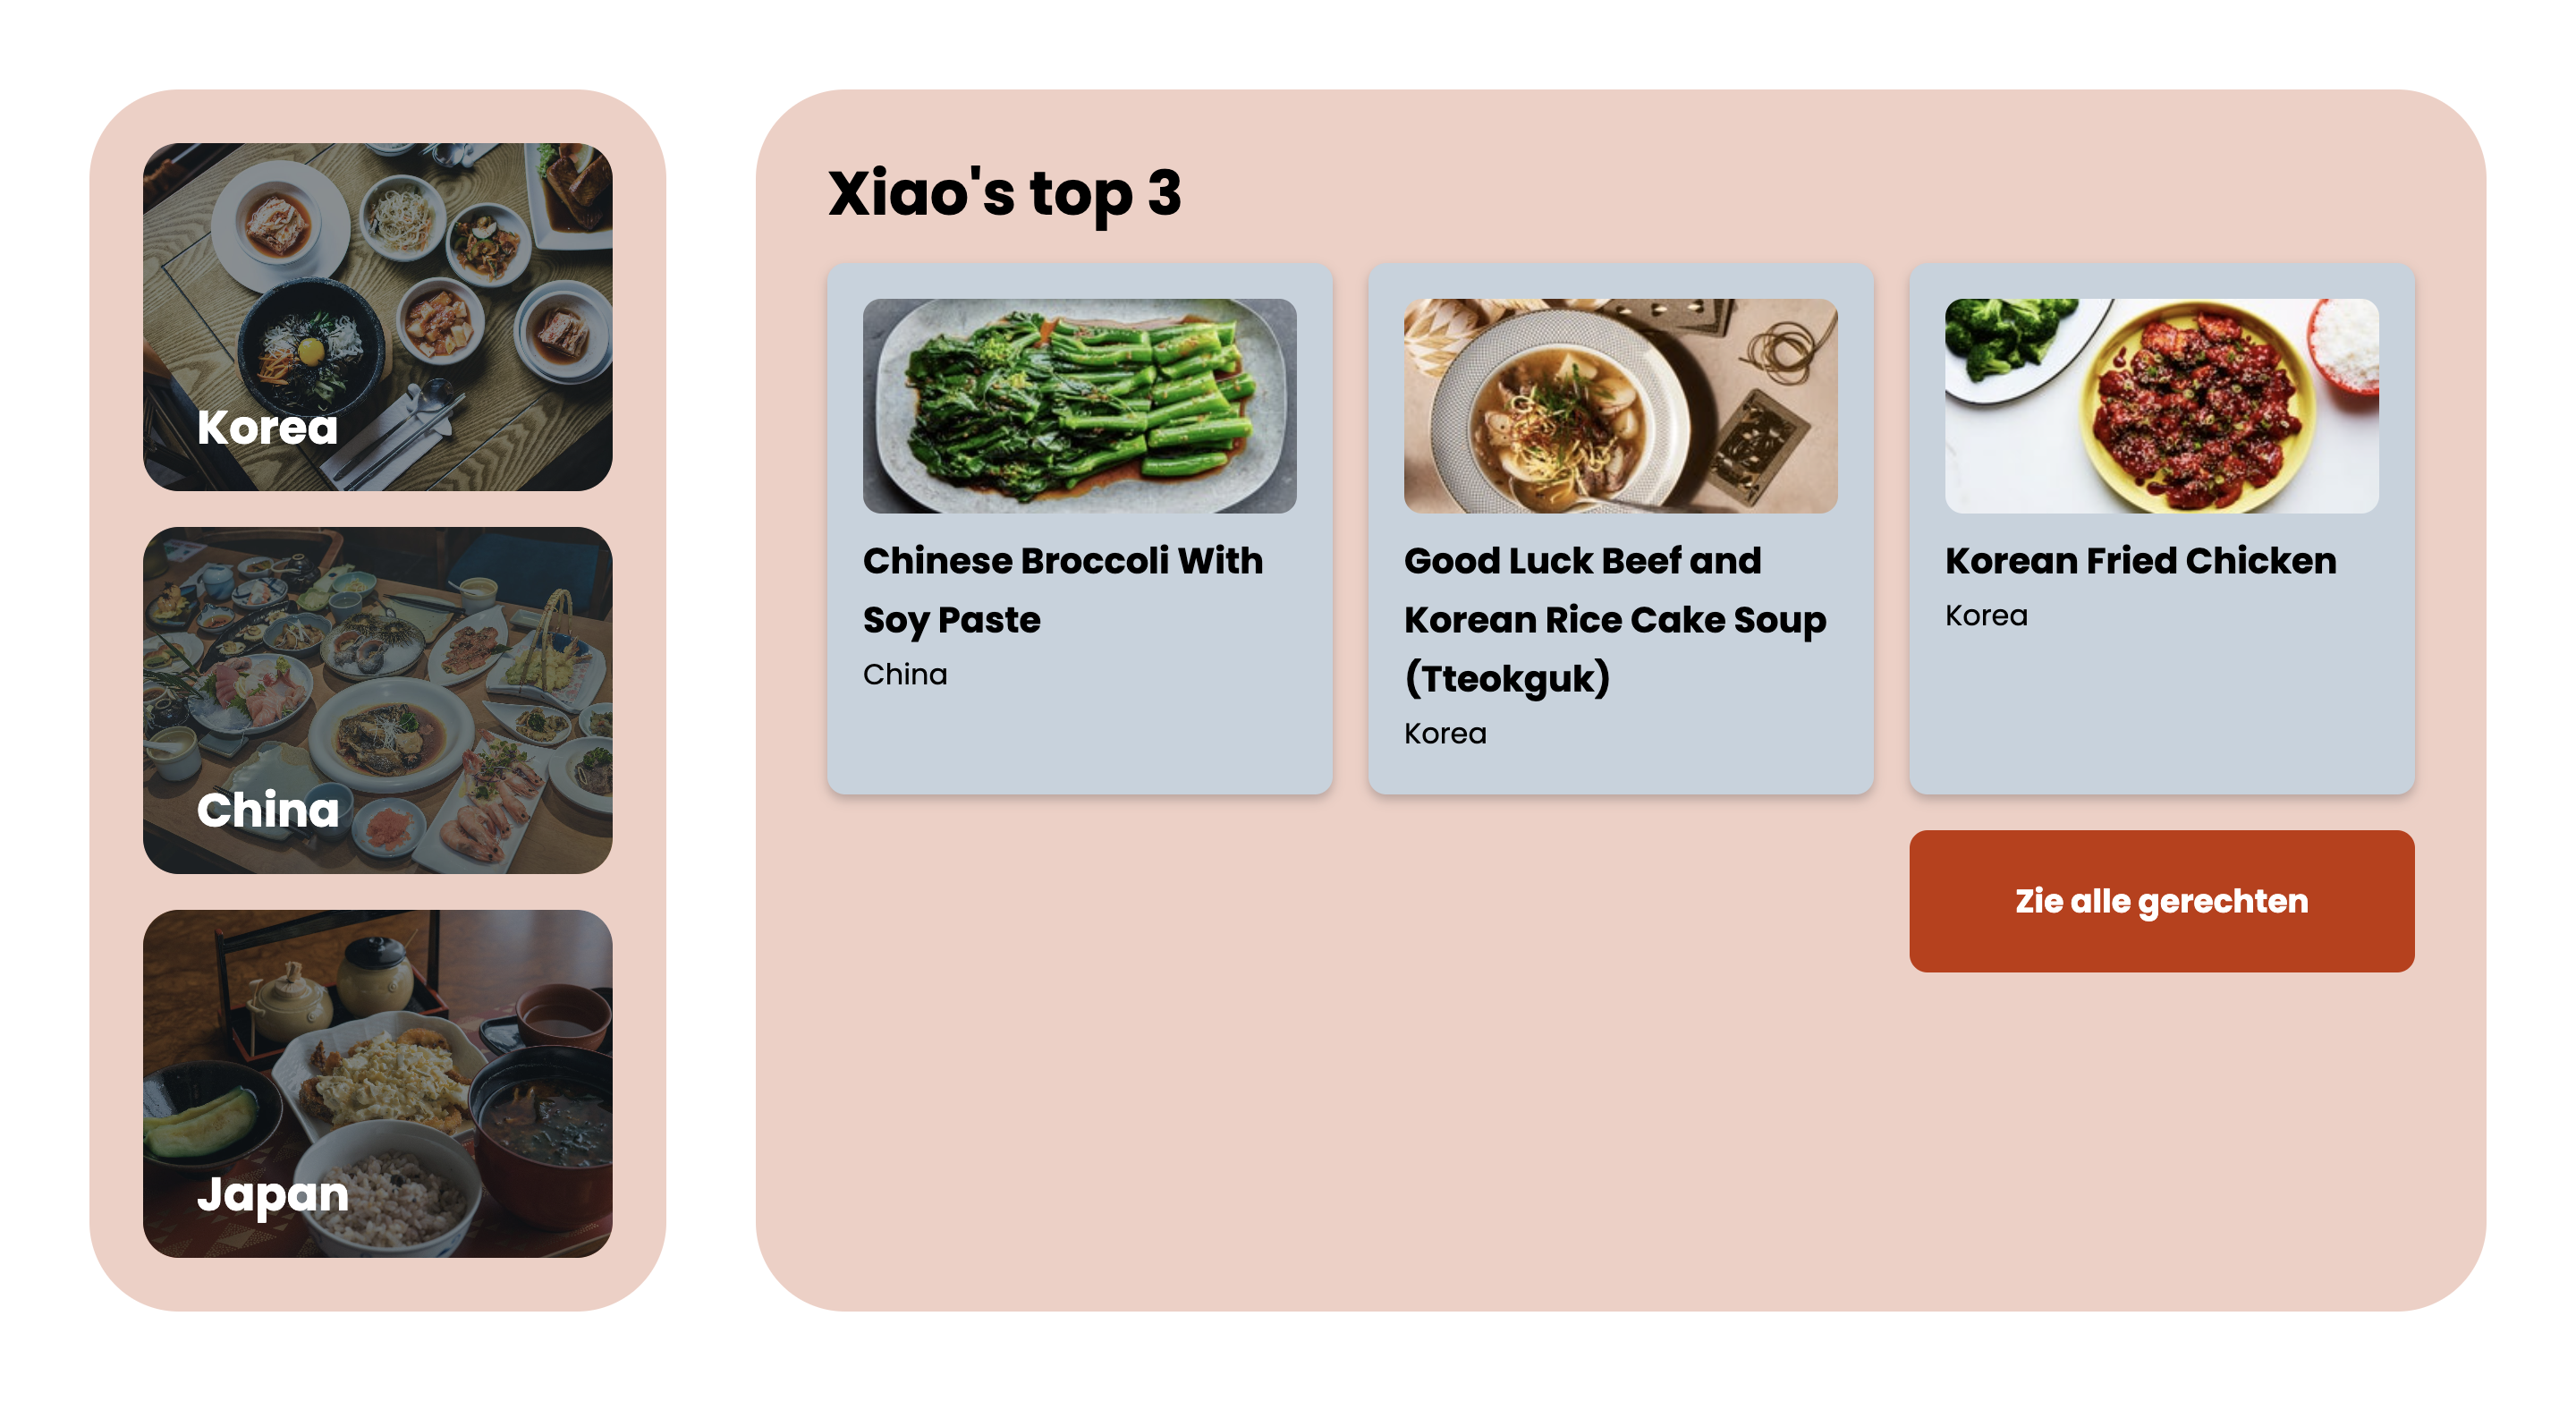 Korea
China
Japan
Xiao's top 3
Chinese Broccoli With
Soy Paste
China
Good Luck Beef and
Korean Rice Cake Soup
(Tteokguk)
Korea
Korean Fried Chicken
Korea
Zie alle gerechten